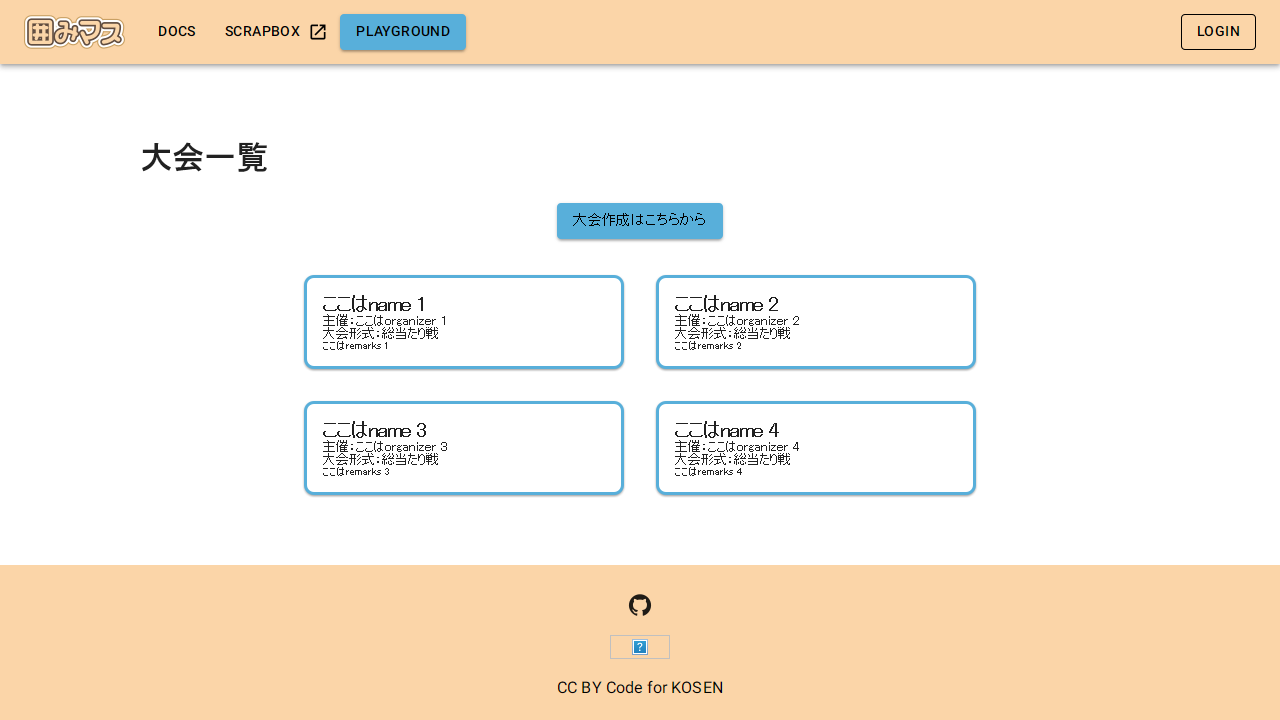 囲みマス
DOCS
SCRAPBOX
PLAYGROUND
LOGIN
大会一覧
大会作成はこちらから
ここはname 1
主催：ここはorganizer 1
大会形式：総当たり戦
ここはremarks 1
ここはname 2
主催：ここはorganizer 2
大会形式：総当たり戦
ここはremarks 2
ここはname 3
主催：ここはorganizer 3
大会形式：総当たり戦
ここはremarks 3
ここはname 4
主催：ここはorganizer 4
大会形式：総当たり戦
ここはremarks 4
CC BY Code for KOSEN